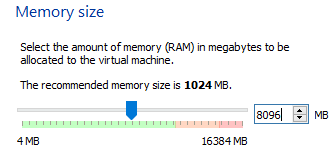 Memory size
Select the amount of memory (RAM) in megabytes to be
allocated to the virtual machine.
The recommended memory size is 1024 MB.
8096 MB
4 MB 16384 MB